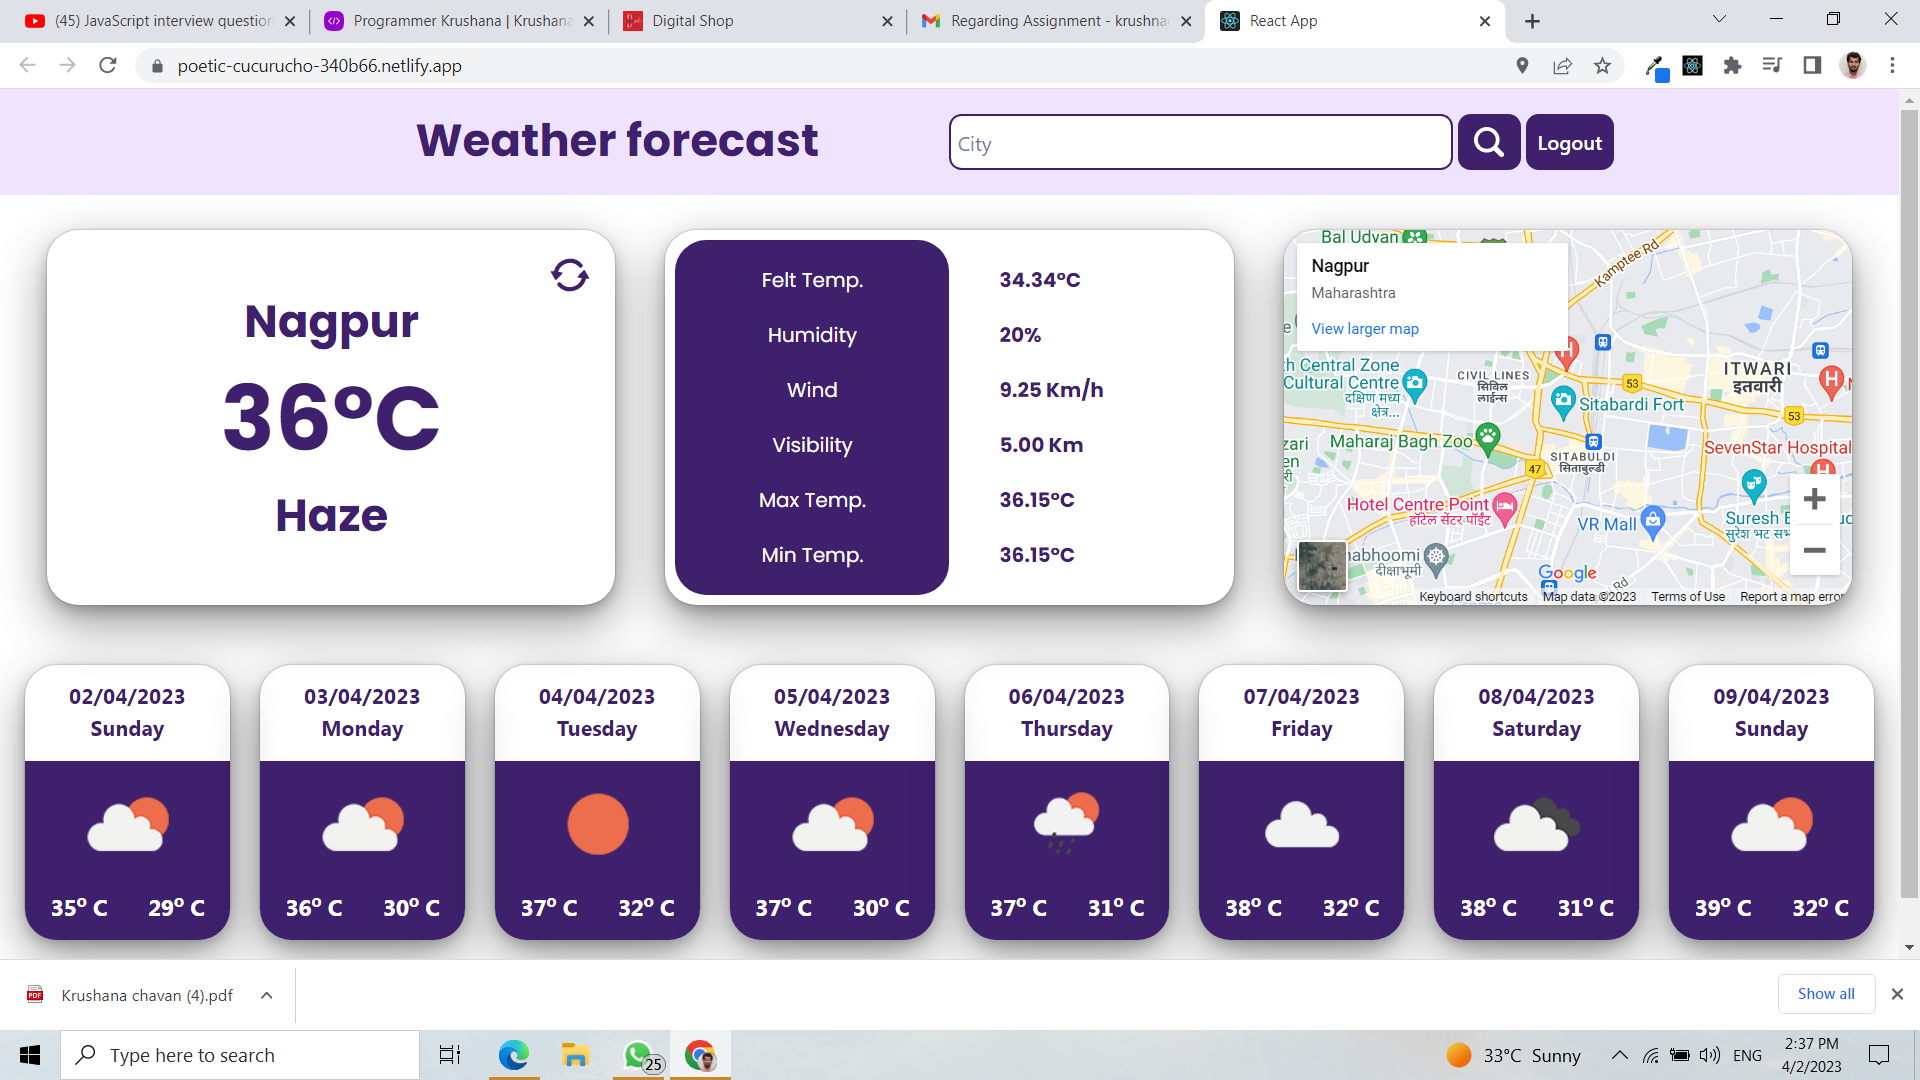 (45) JavaScript interview question
Programmer Krushana | Krushana
Digital Shop
Regarding Assignment - krushna
React App
poetic-cucurucho-340b66.netlify.app
Weather forecast
City
Logout
Nagpur
36°C
Haze
Felt Temp. 34.34°C
Humidity 20%
Wind 9.25 Km/h
Visibility 5.00 Km
Max Temp. 36.15°C
Min Temp. 36.15°C
Bal Udyan
Kamptee Rd
Nagpur
Maharashtra
View larger map
th Central Zone
Cultural Centre
दक्षिण मध्य
क्षेत्र...
CIVIL LINES
सिविल
लाईन्स
ITWARI
इतवारी
53
53
Sitabardi Fort
Maharaj Bagh Zoo
SevenStar Hospital
SITABULDI
सिताबुल्डी
47
Hotel Centre Point
हॉटेल सेंटर पॉईंट
VR Mall
Suresh
सुरेश भट
दीक्षाभूमी
Google
Rd
Keyboard shortcuts
Map data ©2023
Terms of Use
Report a map error
02/04/2023
Sunday
35° C 29° C
03/04/2023
Monday
36° C 30° C
04/04/2023
Tuesday
37° C 32° C
05/04/2023
Wednesday
37° C 30° C
06/04/2023
Thursday
37° C 31° C
07/04/2023
Friday
38° C 32° C
08/04/2023
Saturday
38° C 31° C
09/04/2023
Sunday
39° C 32° C
PDF
Krushana chavan (4).pdf
Show all
Type here to search
25
33°C Sunny
ENG
2:37 PM
4/2/2023